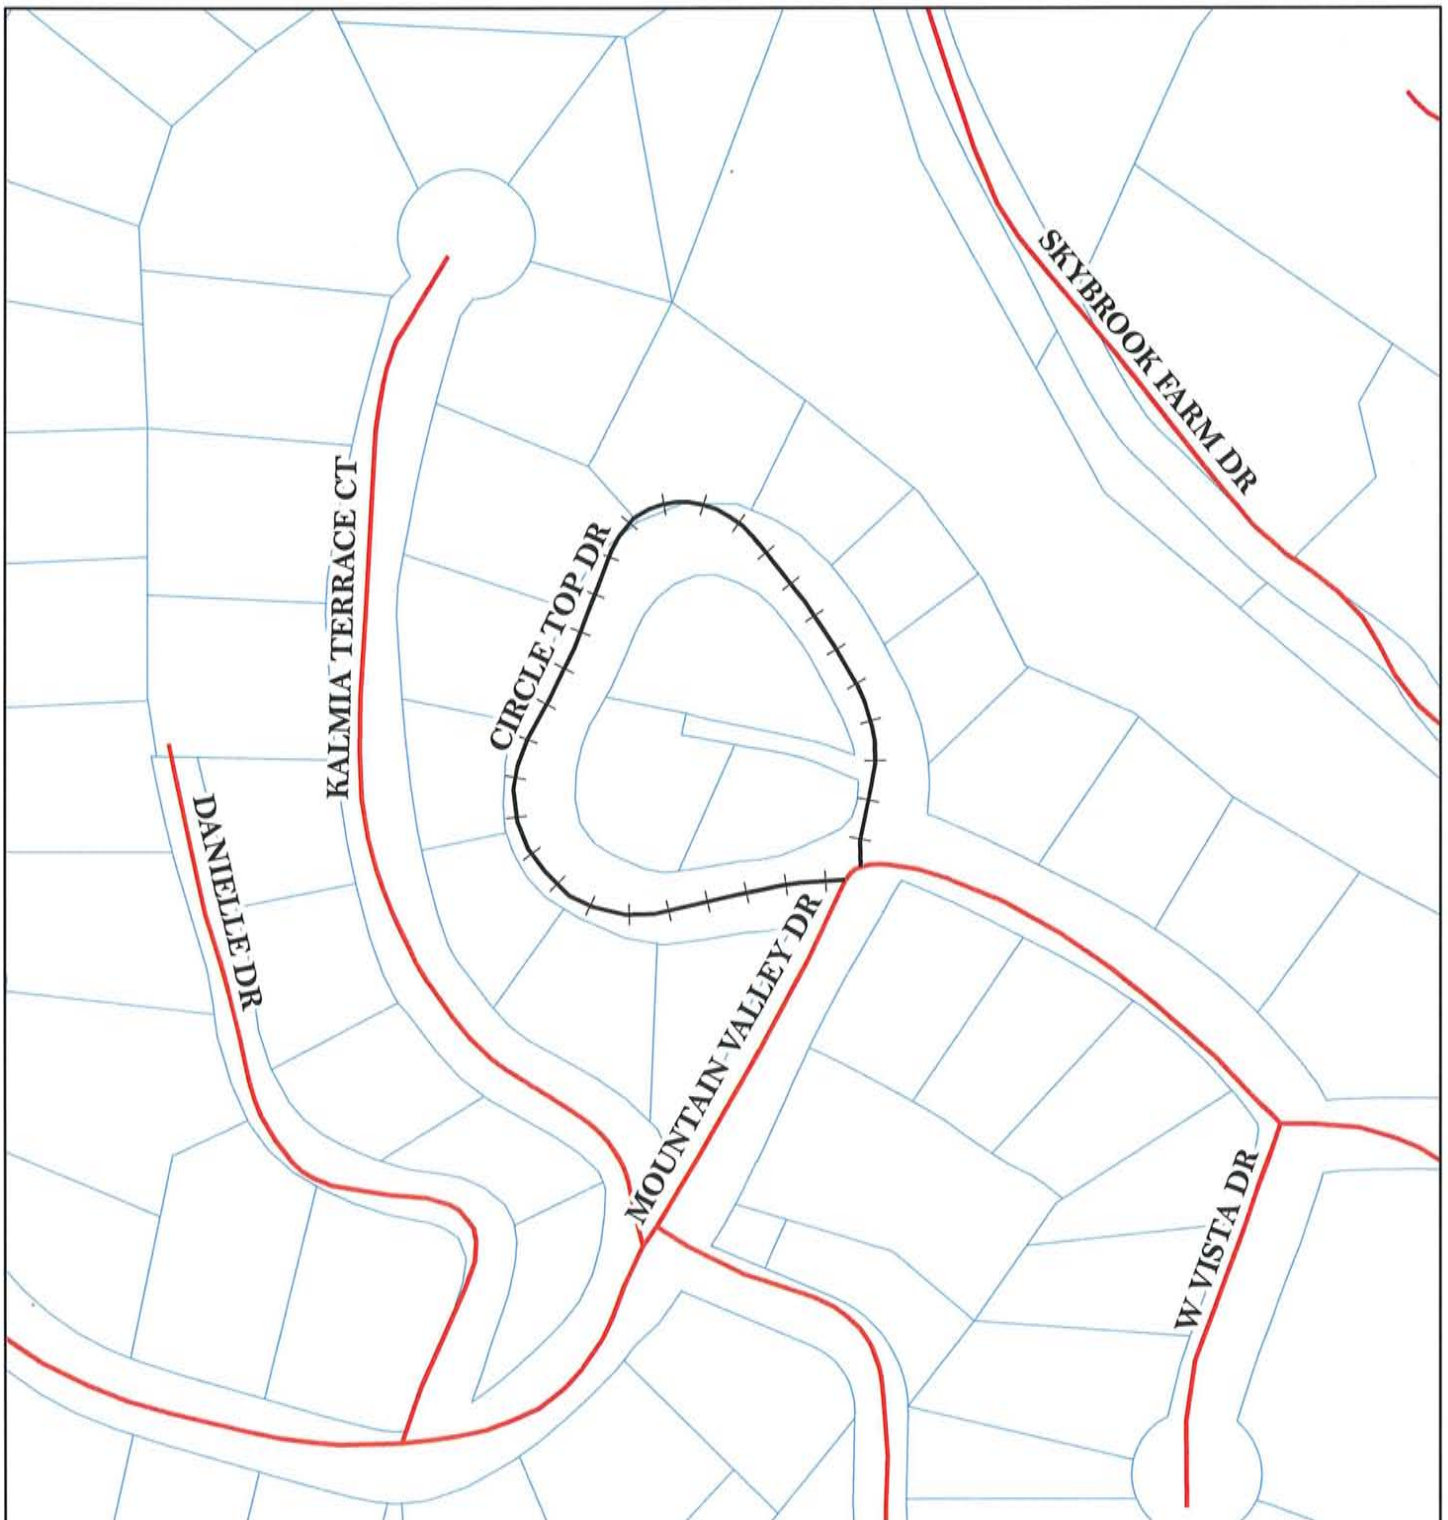 SKYBROOK FARM DR
KALMIA TERRACE CT
CIRCLE TOP DR
DANIELLE DR
MOUNTAIN VALLEY DR
W VISTA DR